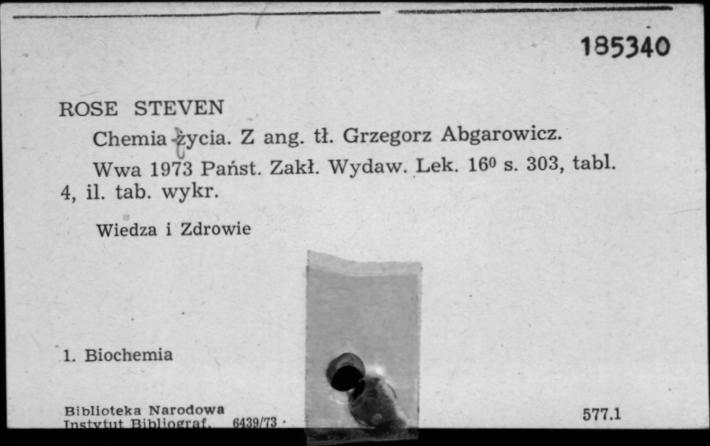 185340
ROSE STEVEN
Chemia życia. Z ang. tł. Grzegorz Abgarowicz.
Wwa 1973 Państ. Zakł. Wydaw. Lek. 16⁰ s. 303, tabl.
4, il. tab. wykr.
Wiedza i Zdrowie
1. Biochemia
Biblioteka Narodowa
Instytut Bibliograf. 6439/73
577.1